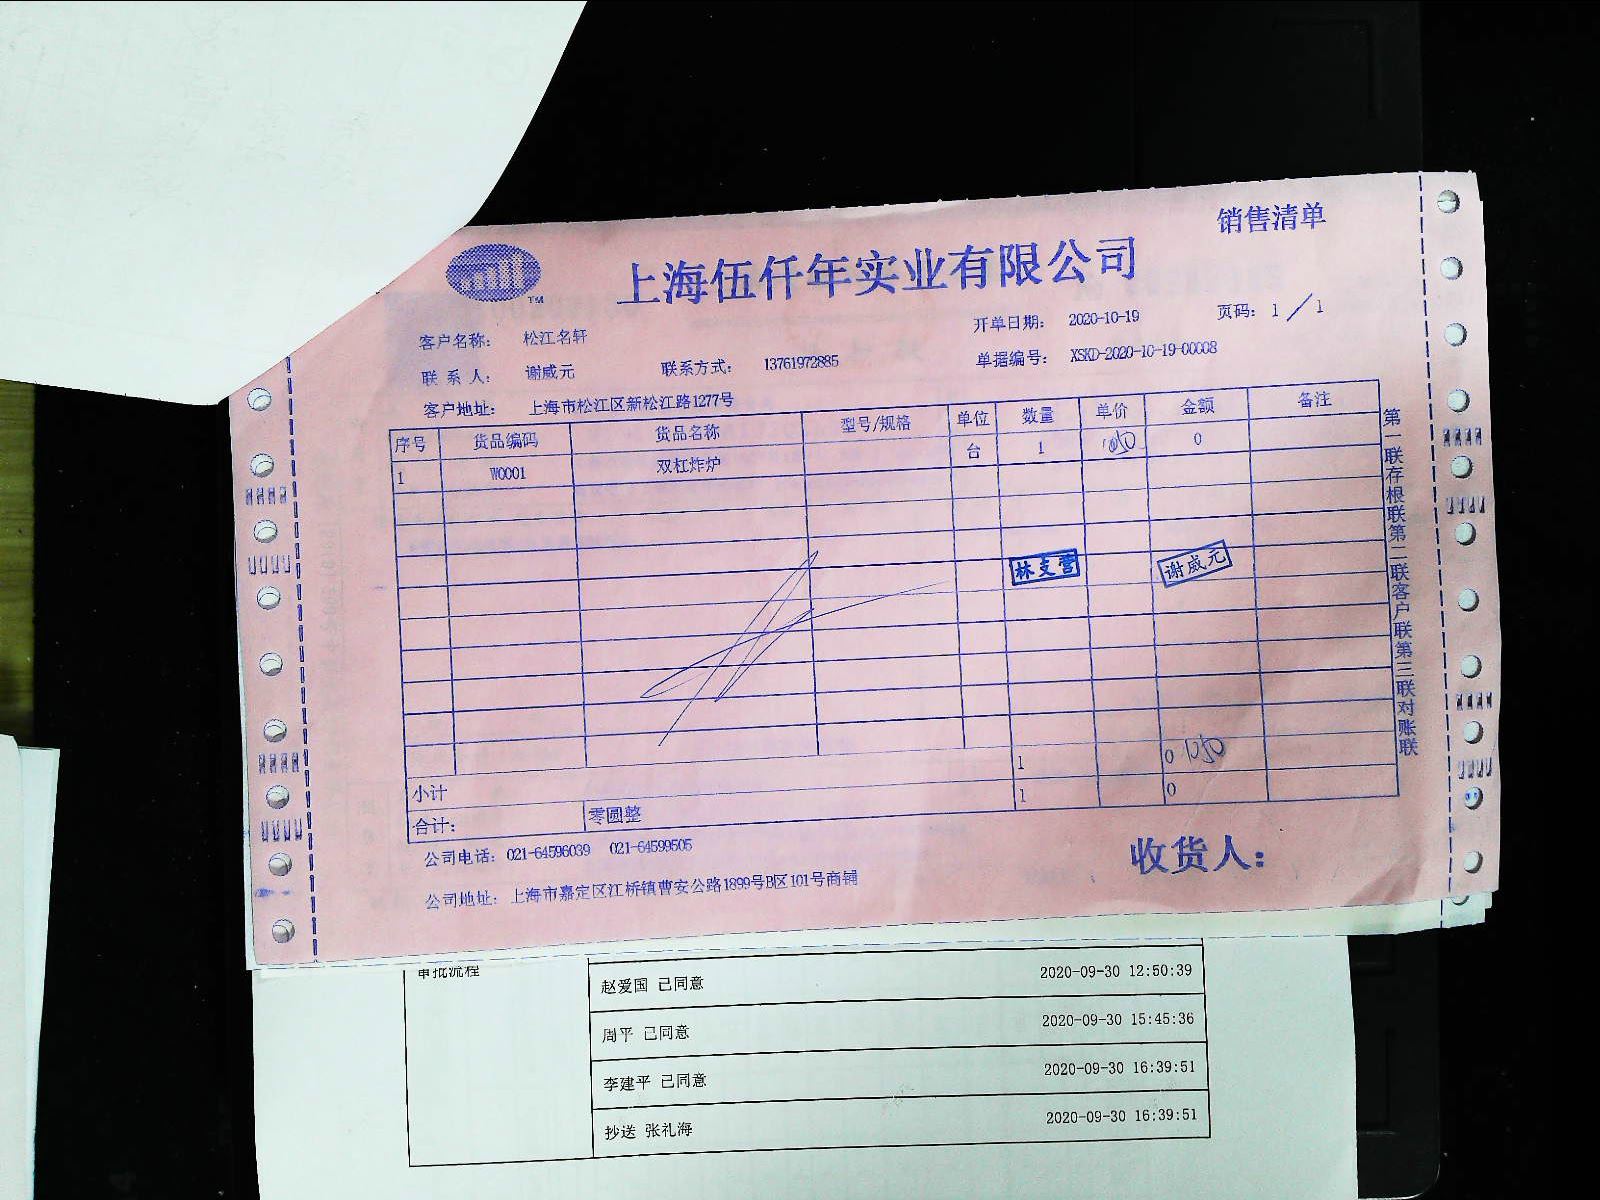 销售清单
上海伍仟年实业有限公司
TM
客户名称: 松江名轩 开单日期: 2020-10-19 页码: 1 / 1
联系人: 谢威元 联系方式: 13761972885 单据编号: XSKD-2020-10-19-00008
客户地址: 上海市松江区新松江路1277号
序号 货品编码 货品名称 型号/规格 单位 数量 单价 金额 备注
1 W0001 双杠炸炉 台 1 1050 0
林支营 谢威元
小计 1 0 1050
合计: 零圆整 1 0
第一联存根联第二联客户联第三联对账联
公司电话: 021-64596039 021-64599505
收货人:
公司地址: 上海市嘉定区江桥镇曹安公路1899号B区101号商铺
审批流程
赵爱国 已同意 2020-09-30 12:50:39
周平 已同意 2020-09-30 15:45:36
李建平 已同意 2020-09-30 16:39:51
抄送 张礼海 2020-09-30 16:39:51